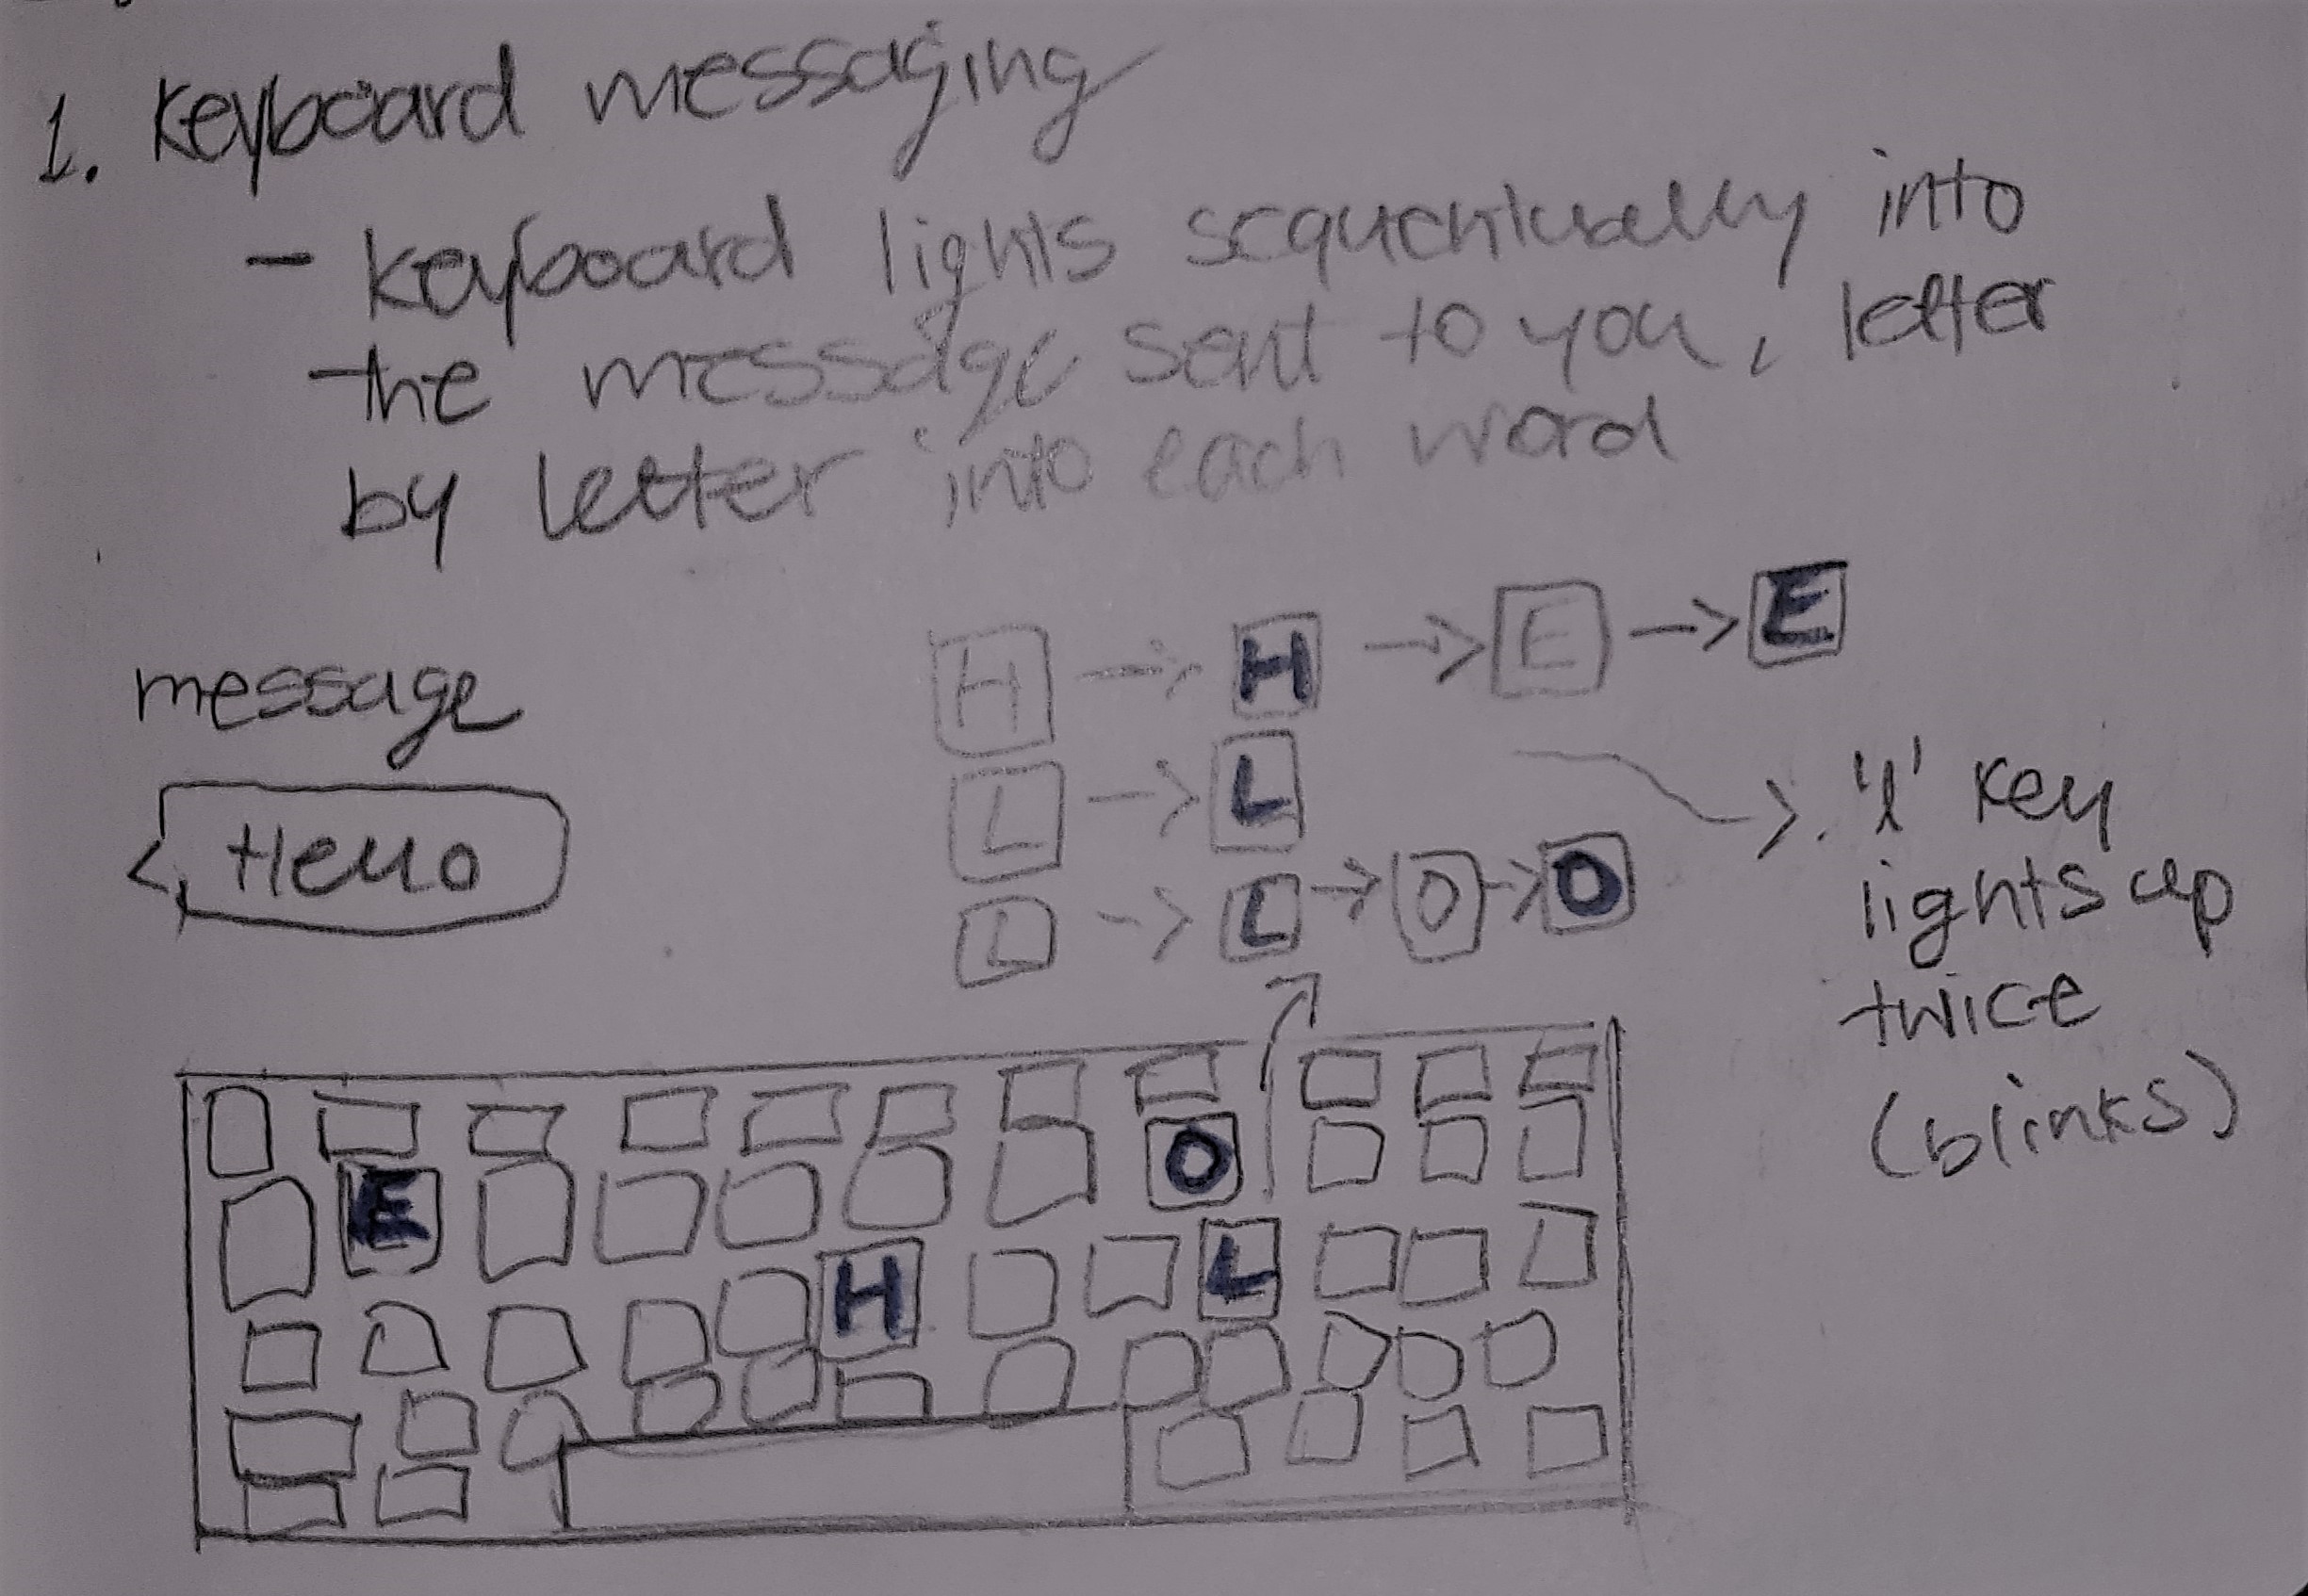 1. Keyboard messaging
- keyboard lights sequentually into
the message sent to you, letter
by letter into each word
message
Hello
H -> H -> E -> E
L -> L
L -> L -> O -> O
-> 'l' key
lights up
twice
(blinks)
O
E
H L